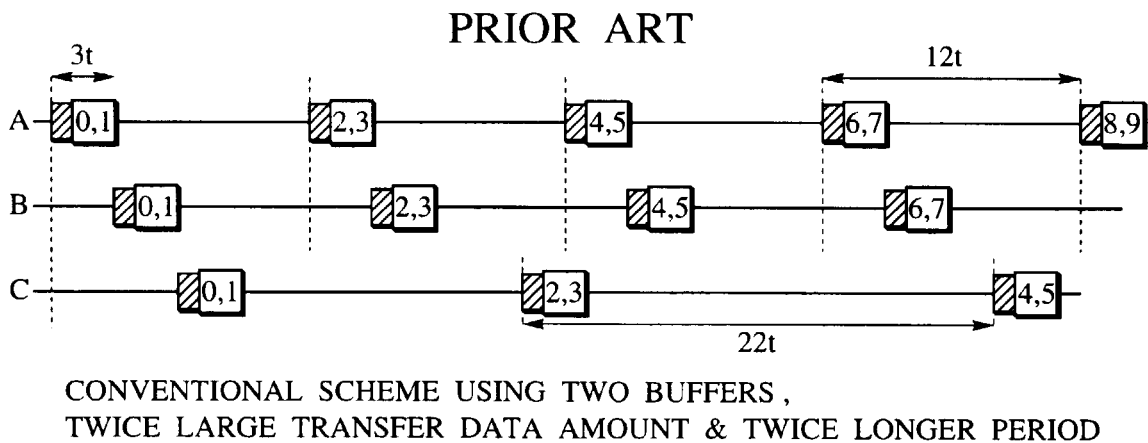 PRIOR ART
3t
12t
A 0,1 2,3 4,5 6,7 8,9
B 0,1 2,3 4,5 6,7
C 0,1 2,3 4,5
22t
CONVENTIONAL SCHEME USING TWO BUFFERS ,
TWICE LARGE TRANSFER DATA AMOUNT & TWICE LONGER PERIOD